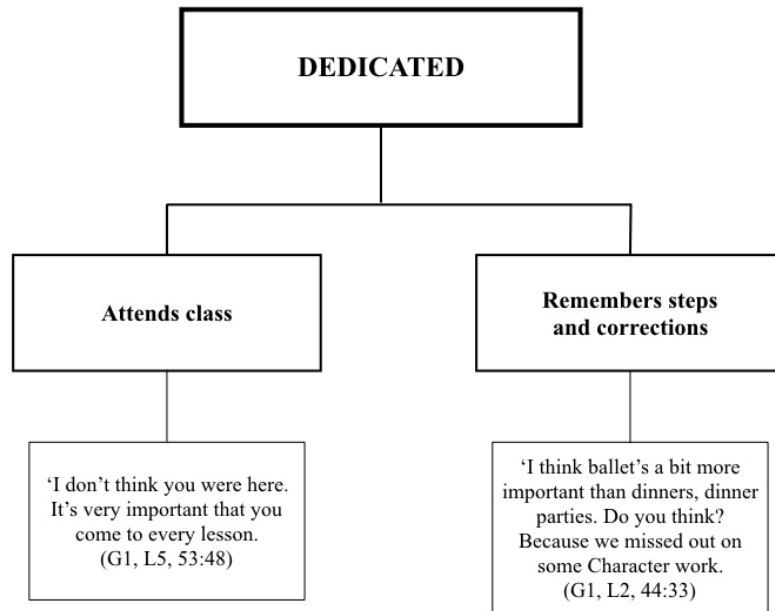 DEDICATED
Attends class
Remembers steps
and corrections
‘I don’t think you were here.
It’s very important that you
come to every lesson.
(G1, L5, 53:48)
‘I think ballet’s a bit more
important than dinners, dinner
parties. Do you think?
Because we missed out on
some Character work.
(G1, L2, 44:33)